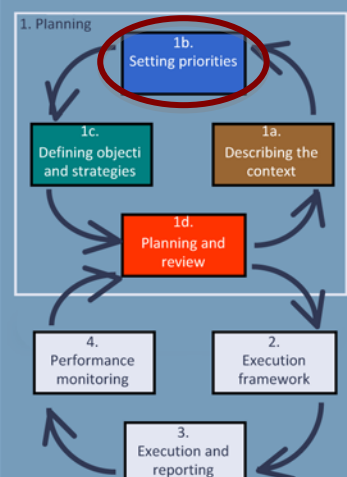 1. Planning
1b.
Setting priorities
1c.
Defining objecti
and strategies
1a.
Describing the
context
1d.
Planning and
review
4.
Performance
monitoring
2.
Execution
framework
3.
Execution and
reporting